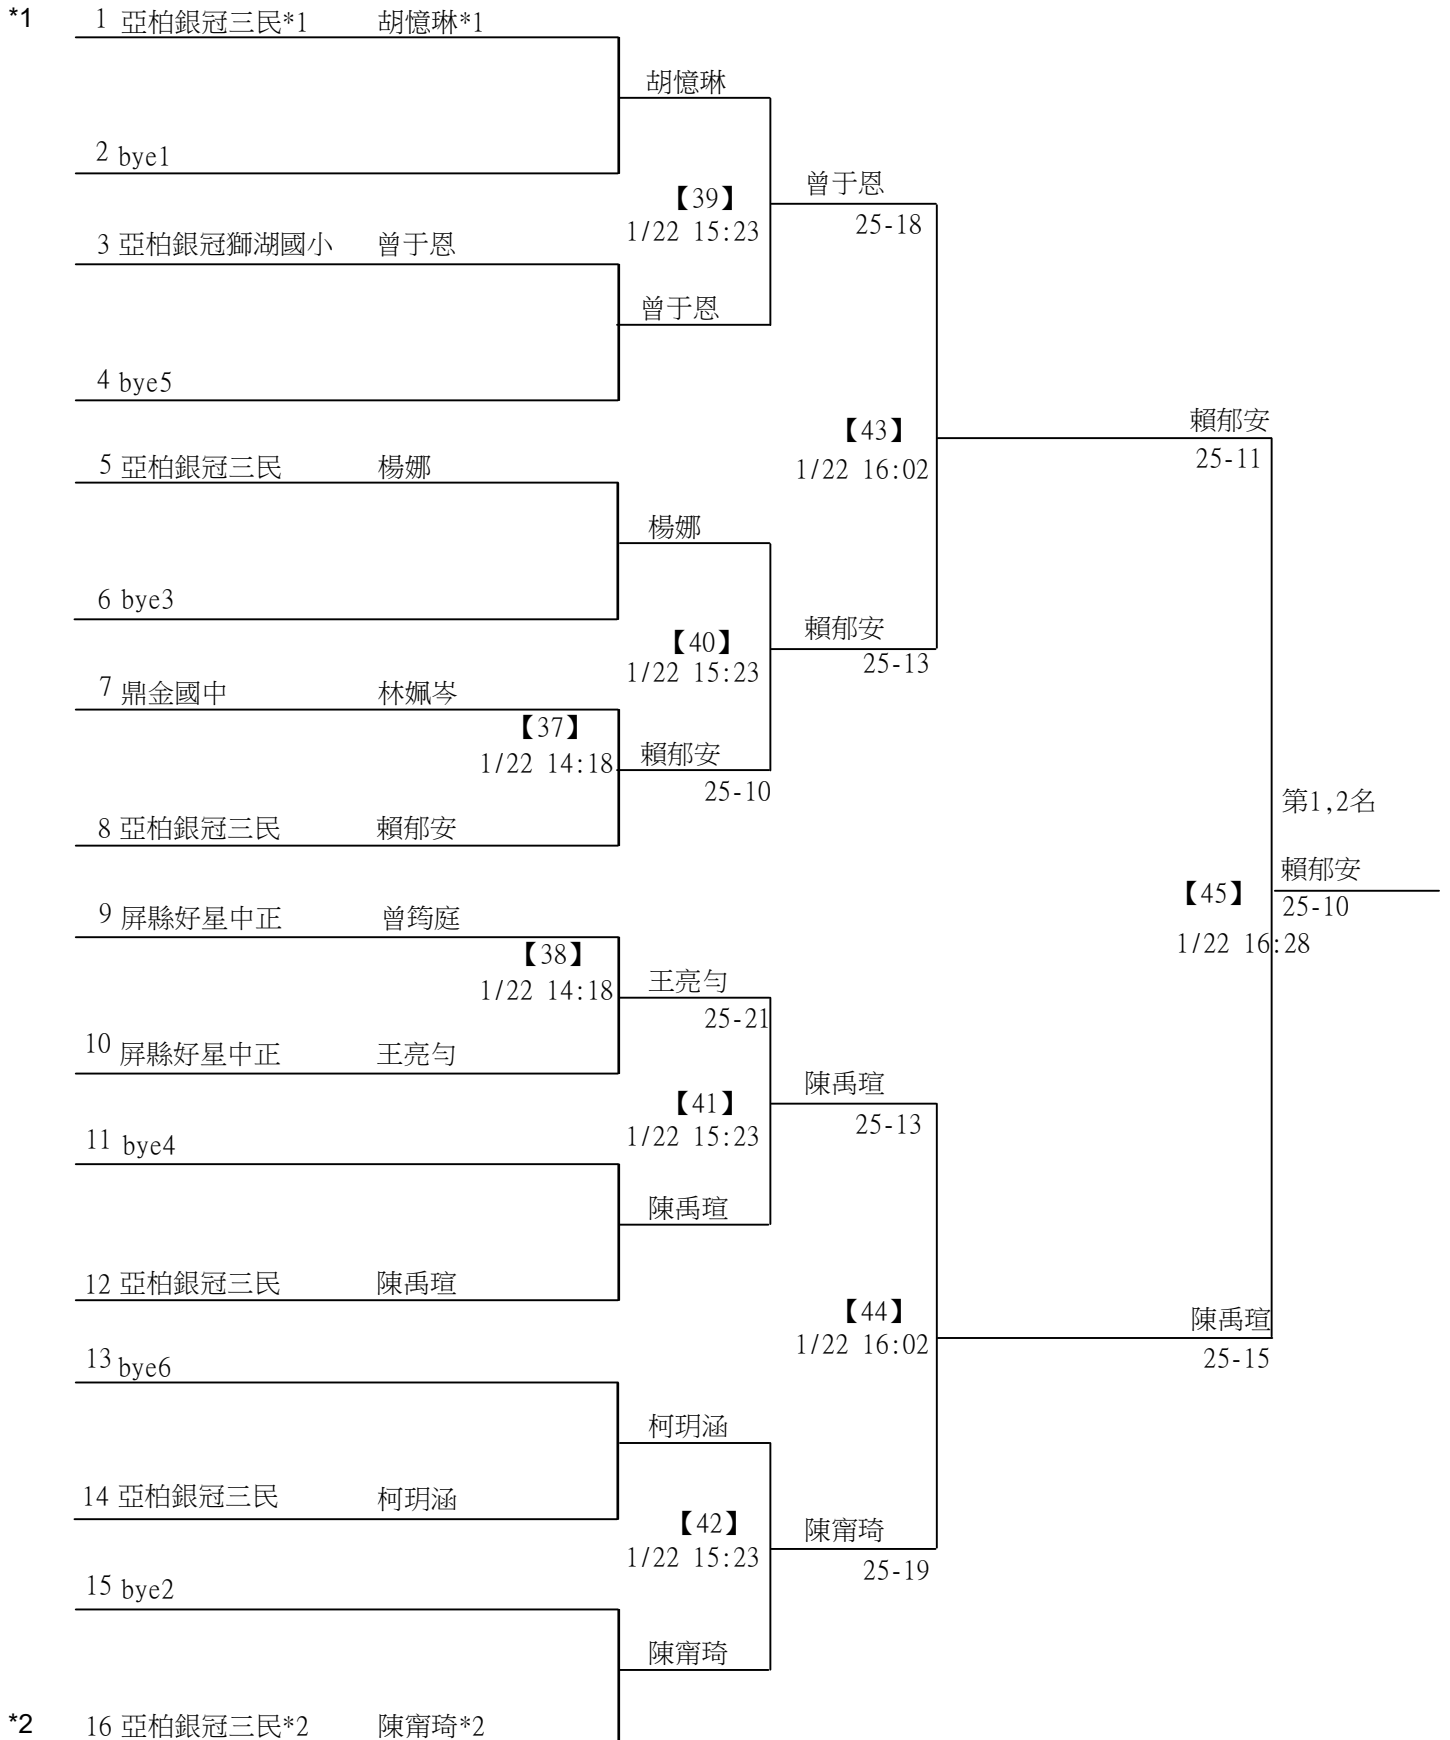 *1 1 亞柏銀冠三民*1 胡憶琳*1
胡憶琳
2 bye1
【39】
1/22 15:23
曾于恩
25-18
3 亞柏銀冠獅湖國小 曾于恩
曾于恩
4 bye5
【43】
1/22 16:02
賴郁安
25-11
5 亞柏銀冠三民 楊娜
楊娜
6 bye3
【40】
1/22 15:23
賴郁安
25-13
7 鼎金國中 林姵岑
【37】
1/22 14:18
賴郁安
25-10
8 亞柏銀冠三民 賴郁安
第1,2名
【45】
1/22 16:28
賴郁安
25-10
9 屏縣好星中正 曾筠庭
【38】
1/22 14:18
王亮勻
25-21
10 屏縣好星中正 王亮勻
【41】
1/22 15:23
陳禹瑄
25-13
11 bye4
陳禹瑄
12 亞柏銀冠三民 陳禹瑄
【44】
1/22 16:02
陳禹瑄
25-15
13 bye6
柯玥涵
14 亞柏銀冠三民 柯玥涵
【42】
1/22 15:23
陳甯琦
25-19
15 bye2
陳甯琦
*2 16 亞柏銀冠三民*2 陳甯琦*2